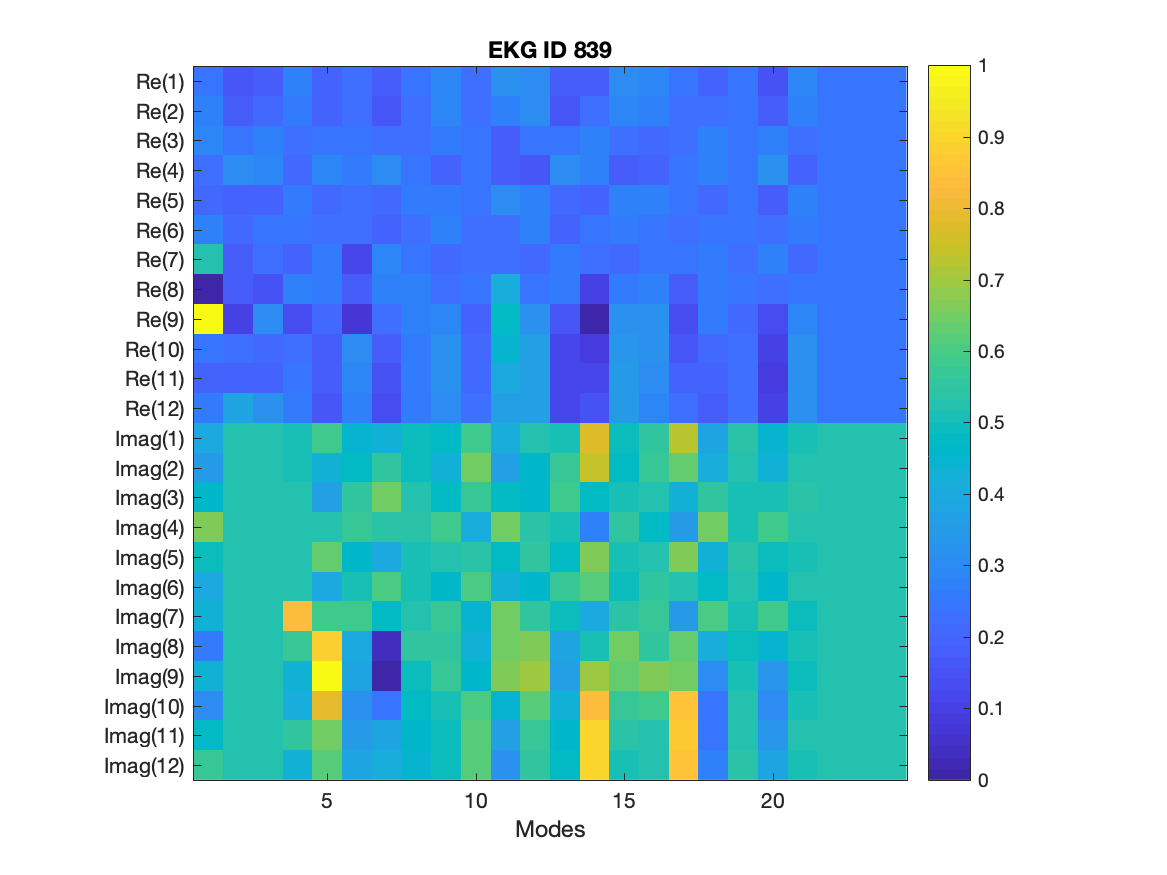 EKG ID 839
Re(1)
Re(2)
Re(3)
Re(4)
Re(5)
Re(6)
Re(7)
Re(8)
Re(9)
Re(10)
Re(11)
Re(12)
Imag(1)
Imag(2)
Imag(3)
Imag(4)
Imag(5)
Imag(6)
Imag(7)
Imag(8)
Imag(9)
Imag(10)
Imag(11)
Imag(12)
5 10 15 20
Modes
1
0.9
0.8
0.7
0.6
0.5
0.4
0.3
0.2
0.1
0